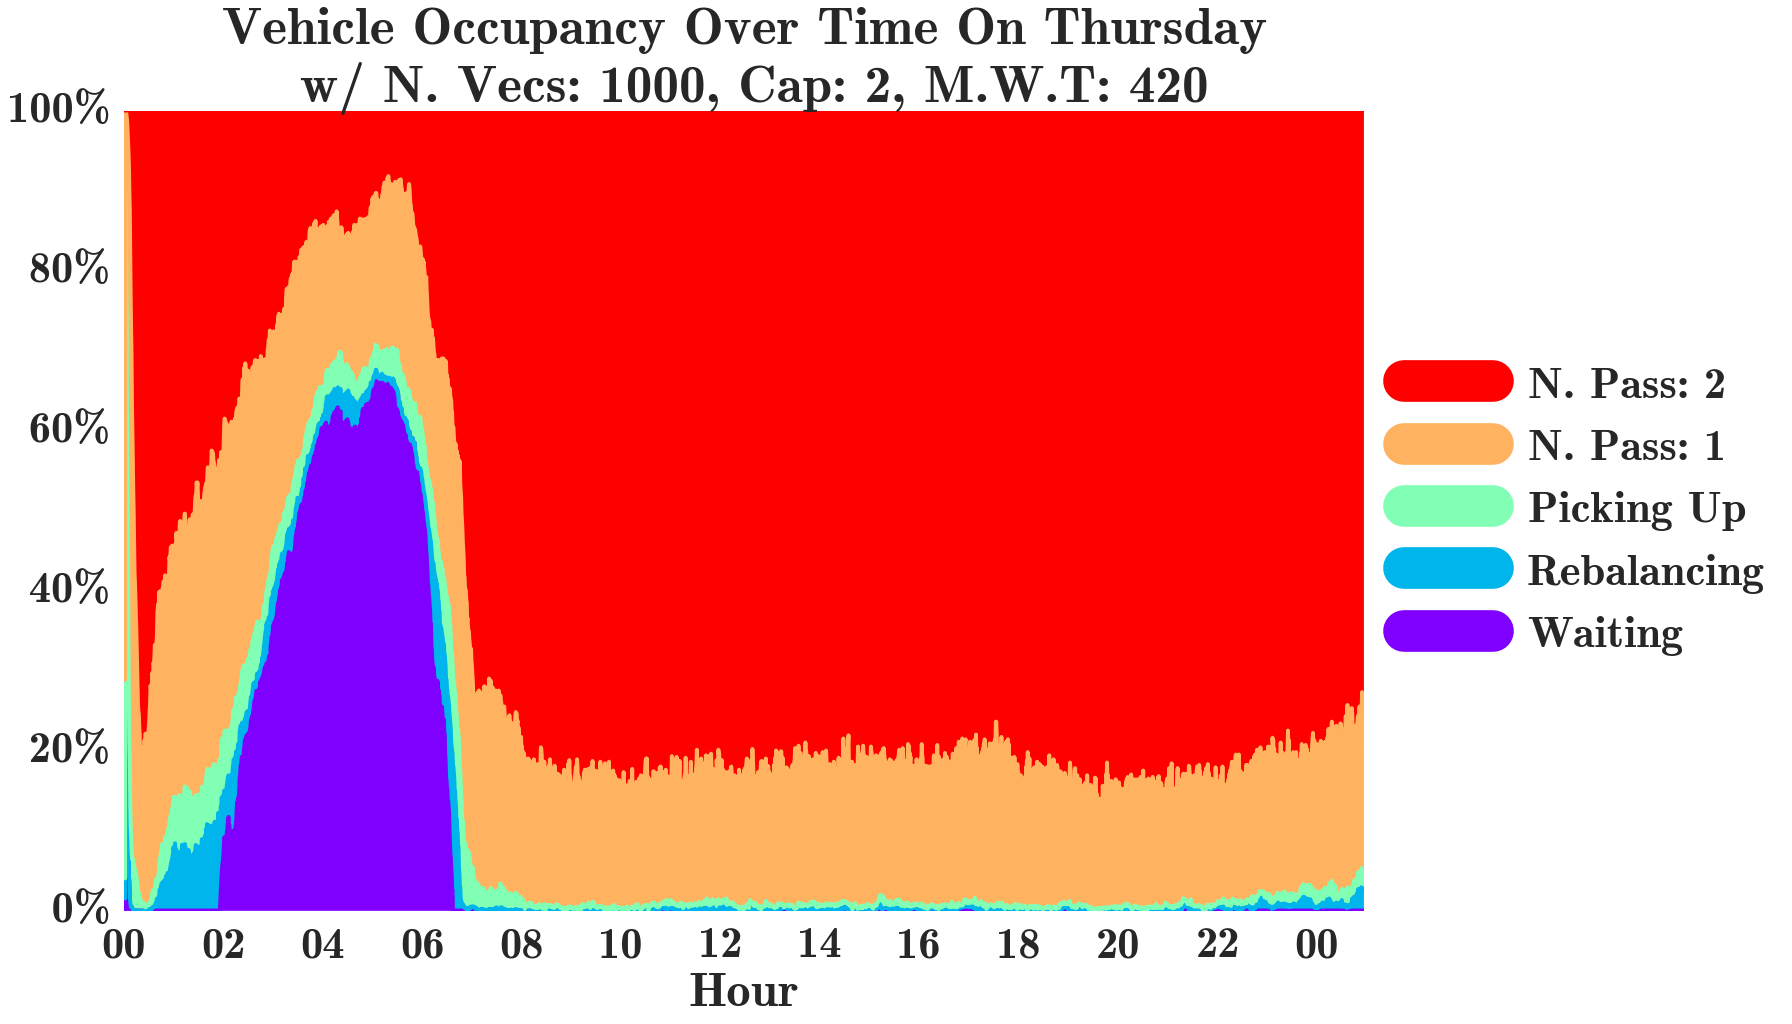 Vehicle Occupancy Over Time On Thursday
w/ N. Vecs: 1000, Cap: 2, M.W.T: 420
100%
80%
60%
40%
20%
0%
00 02 04 06 08 10 12 14 16 18 20 22 00
Hour
N. Pass: 2
N. Pass: 1
Picking Up
Rebalancing
Waiting